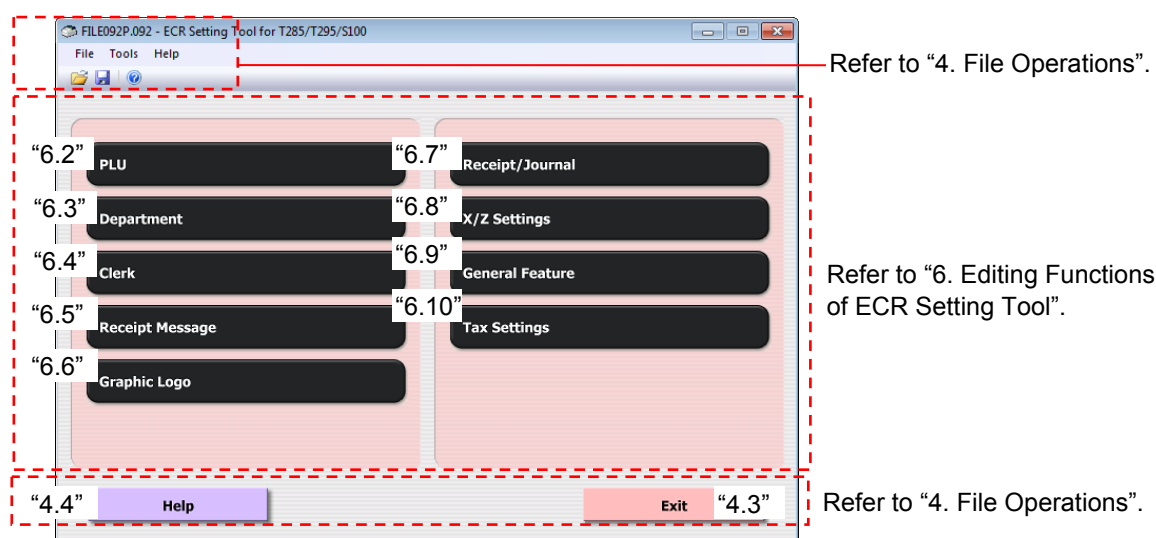 FILE092P.092 - ECR Setting Tool for T285/T295/S100
File Tools Help
Refer to “4. File Operations”.
“6.2” PLU
“6.7” Receipt/Journal
“6.3” Department
“6.8” X/Z Settings
“6.4” Clerk
“6.9” General Feature
Refer to “6. Editing Functions
of ECR Setting Tool”.
“6.5” Receipt Message
“6.10” Tax Settings
“6.6” Graphic Logo
“4.4” Help
Exit “4.3”
Refer to “4. File Operations”.